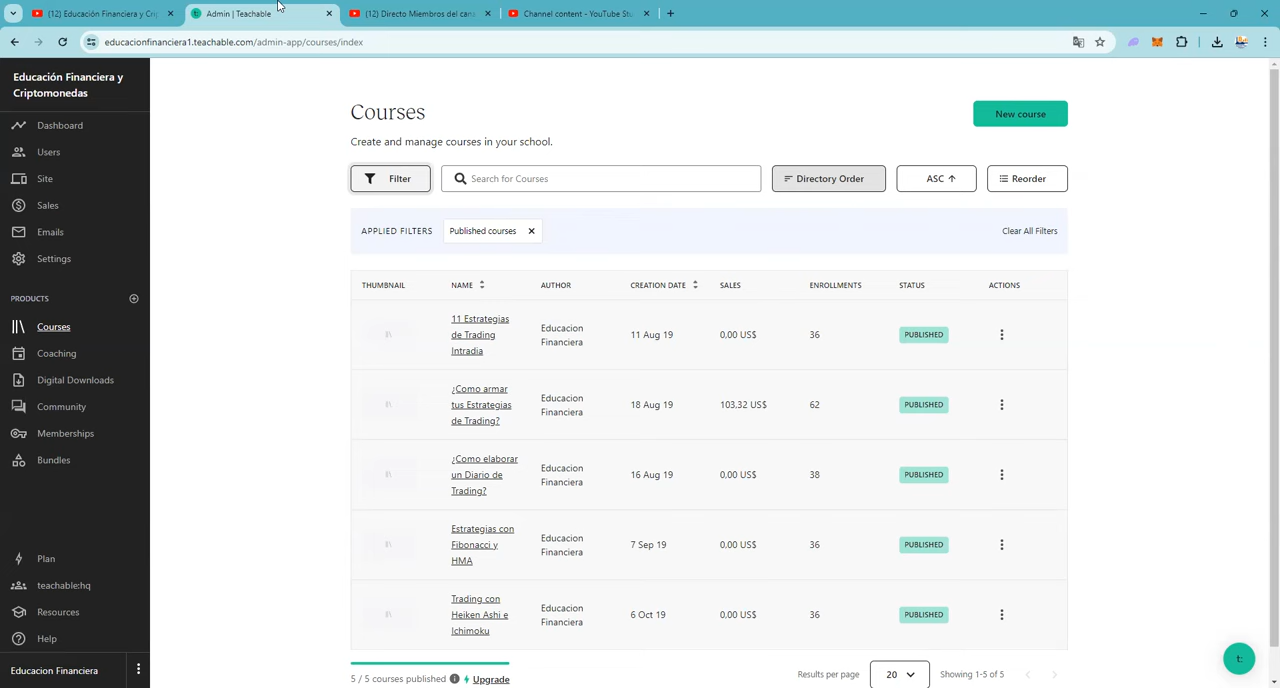 (12) Educación Financiera y Crip
Admin | Teachable
(12) Directo Miembros del cana
Channel content - YouTube Stu
educacionfinanciera1.teachable.com/admin-app/courses/index
Educación Financiera y
Criptomonedas
Dashboard
Users
Site
Sales
Emails
Settings
PRODUCTS
Courses
Coaching
Digital Downloads
Community
Memberships
Bundles
Plan
teachable:hq
Resources
Help
Educacion Financiera
Courses
New course
Create and manage courses in your school.
Filter
Search for Courses
Directory Order
ASC
Reorder
APPLIED FILTERS
Published courses
Clear All Filters
THUMBNAIL NAME AUTHOR CREATION DATE SALES ENROLLMENTS STATUS ACTIONS
11 Estrategias
de Trading
Intradia
Educacion
Financiera
11 Aug 19
0,00 US$
36
PUBLISHED
¿Como armar
tus Estrategias
de Trading?
Educacion
Financiera
18 Aug 19
103,32 US$
62
PUBLISHED
¿Como elaborar
un Diario de
Trading?
Educacion
Financiera
16 Aug 19
0,00 US$
38
PUBLISHED
Estrategias con
Fibonacci y
HMA
Educacion
Financiera
7 Sep 19
0,00 US$
36
PUBLISHED
Trading con
Heiken Ashi e
Ichimoku
Educacion
Financiera
6 Oct 19
0,00 US$
36
PUBLISHED
5 / 5 courses published
Upgrade
Results per page
20
Showing 1-5 of 5
t: